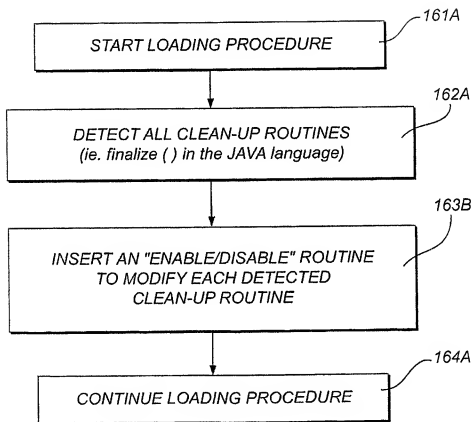 161A
START LOADING PROCEDURE
162A
DETECT ALL CLEAN-UP ROUTINES
(ie. finalize ( ) in the JAVA language)
163B
INSERT AN "ENABLE/DISABLE" ROUTINE
TO MODIFY EACH DETECTED
CLEAN-UP ROUTINE
164A
CONTINUE LOADING PROCEDURE